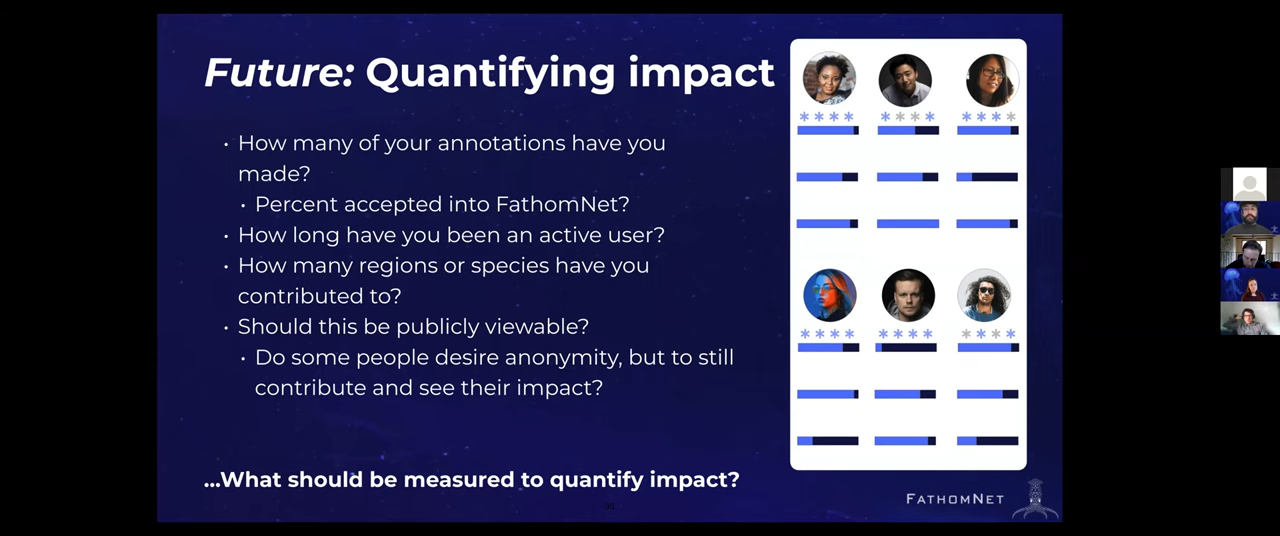 Future: Quantifying impact
• How many of your annotations have you
made?
• Percent accepted into FathomNet?
• How long have you been an active user?
• How many regions or species have you
contributed to?
• Should this be publicly viewable?
• Do some people desire anonymity, but to still
contribute and see their impact?
...What should be measured to quantify impact?
FATHOMNET